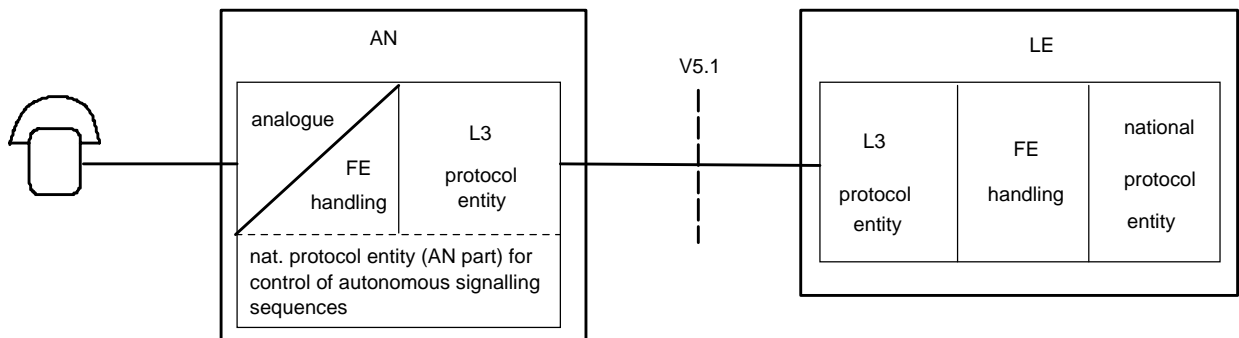 AN
analogue
FE
handling
L3
protocol
entity
nat. protocol entity (AN part) for
control of autonomous signalling
sequences
V5.1
LE
L3
protocol
entity
FE
handling
national
protocol
entity